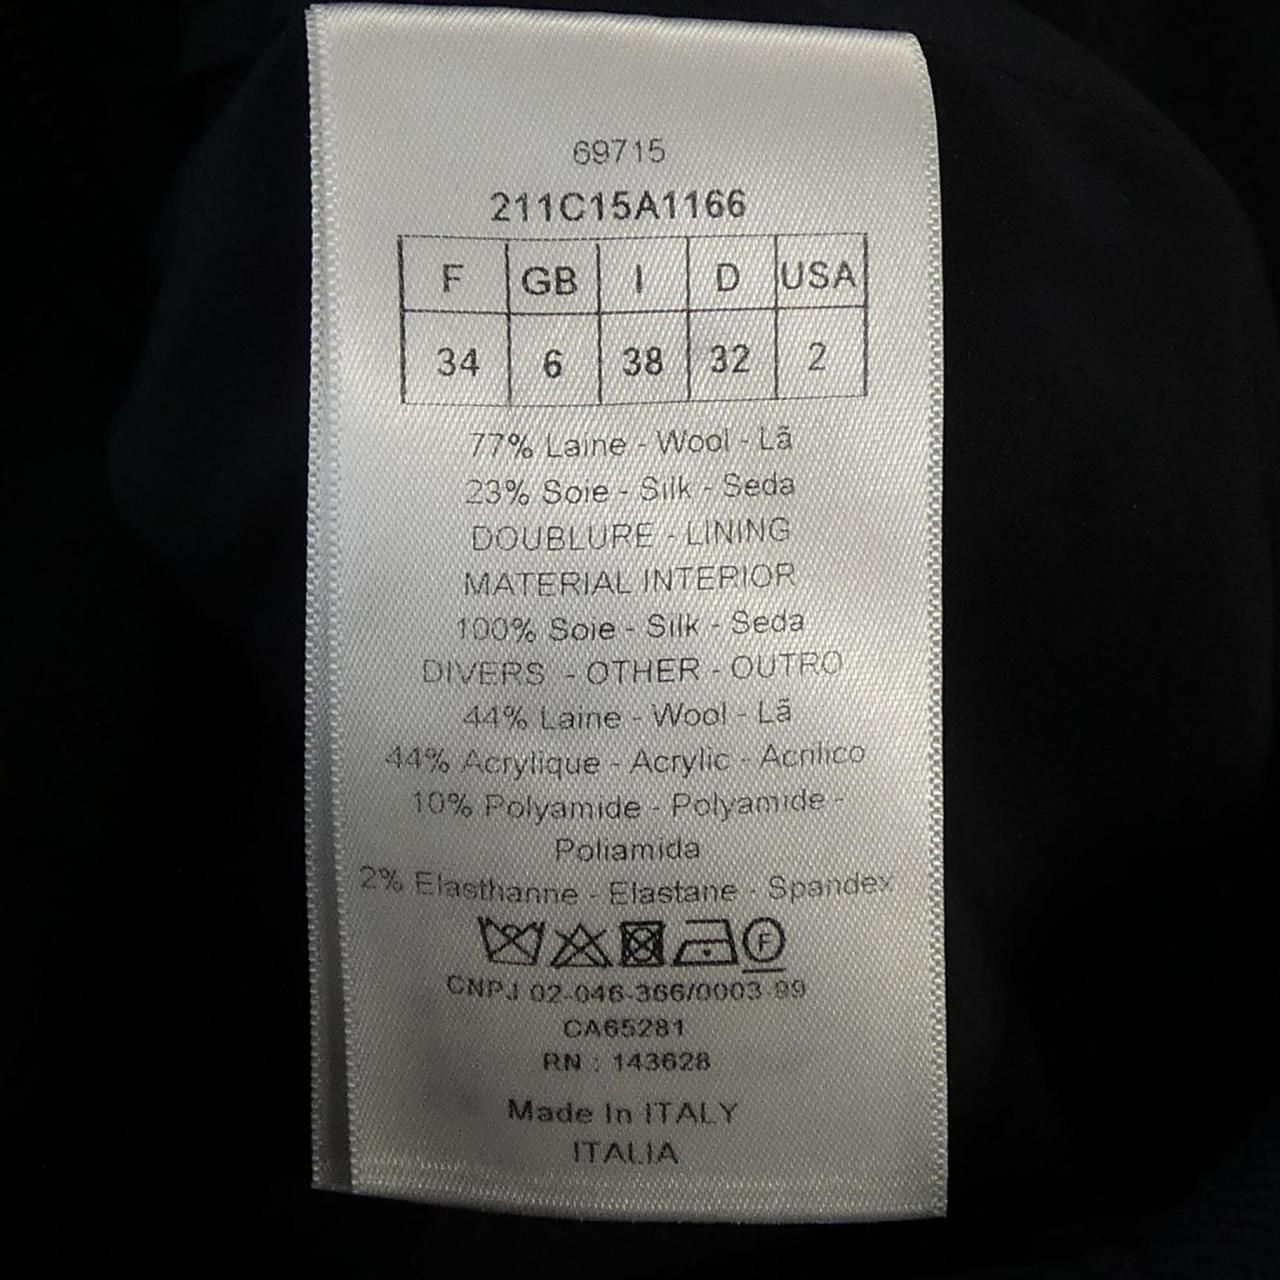 69715
211C15A1166
F GB I D USA
34 6 38 32 2
77% Laine - Wool - Lã
23% Soie - Silk - Seda
DOUBLURE - LINING
MATERIAL INTERIOR
100% Soie - Silk - Seda
DIVERS - OTHER - OUTRO
44% Laine - Wool - Lã
44% Acrylique - Acrylic - Acrilico
10% Polyamide - Polyamide -
Poliamida
2% Elasthanne - Elastane - Spandex
F
CNPJ 02-046-366/0003-99
CA65281
RN : 143628
Made In ITALY
ITALIA